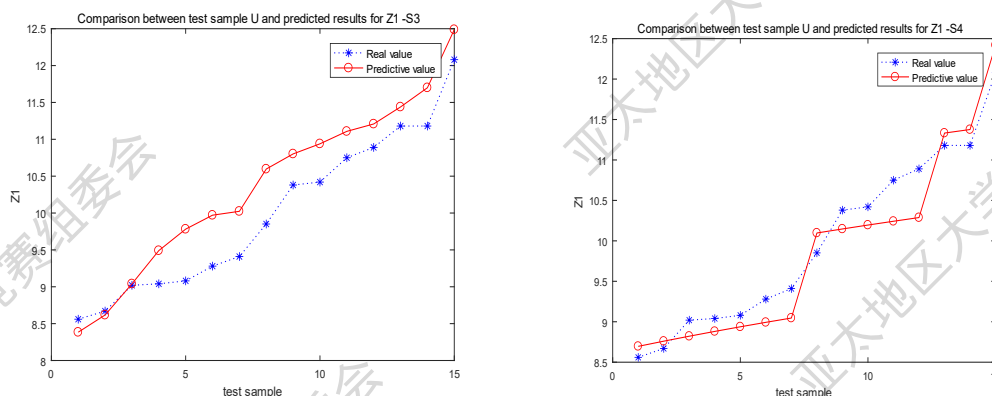 Comparison between test sample U and predicted results for Z1 -S3
12.5
12
11.5
11
10.5
10
9.5
9
8.5
8
Z1
Real value
Predictive value
0
5
10
15
test sample
Comparison between test sample U and predicted results for Z1 -S4
12.5
12
11.5
11
10.5
10
9.5
9
8.5
Z1
Real value
Predictive value
0
5
10
test sample
赛组委会
委会
亚太地区大
亚太地区大学